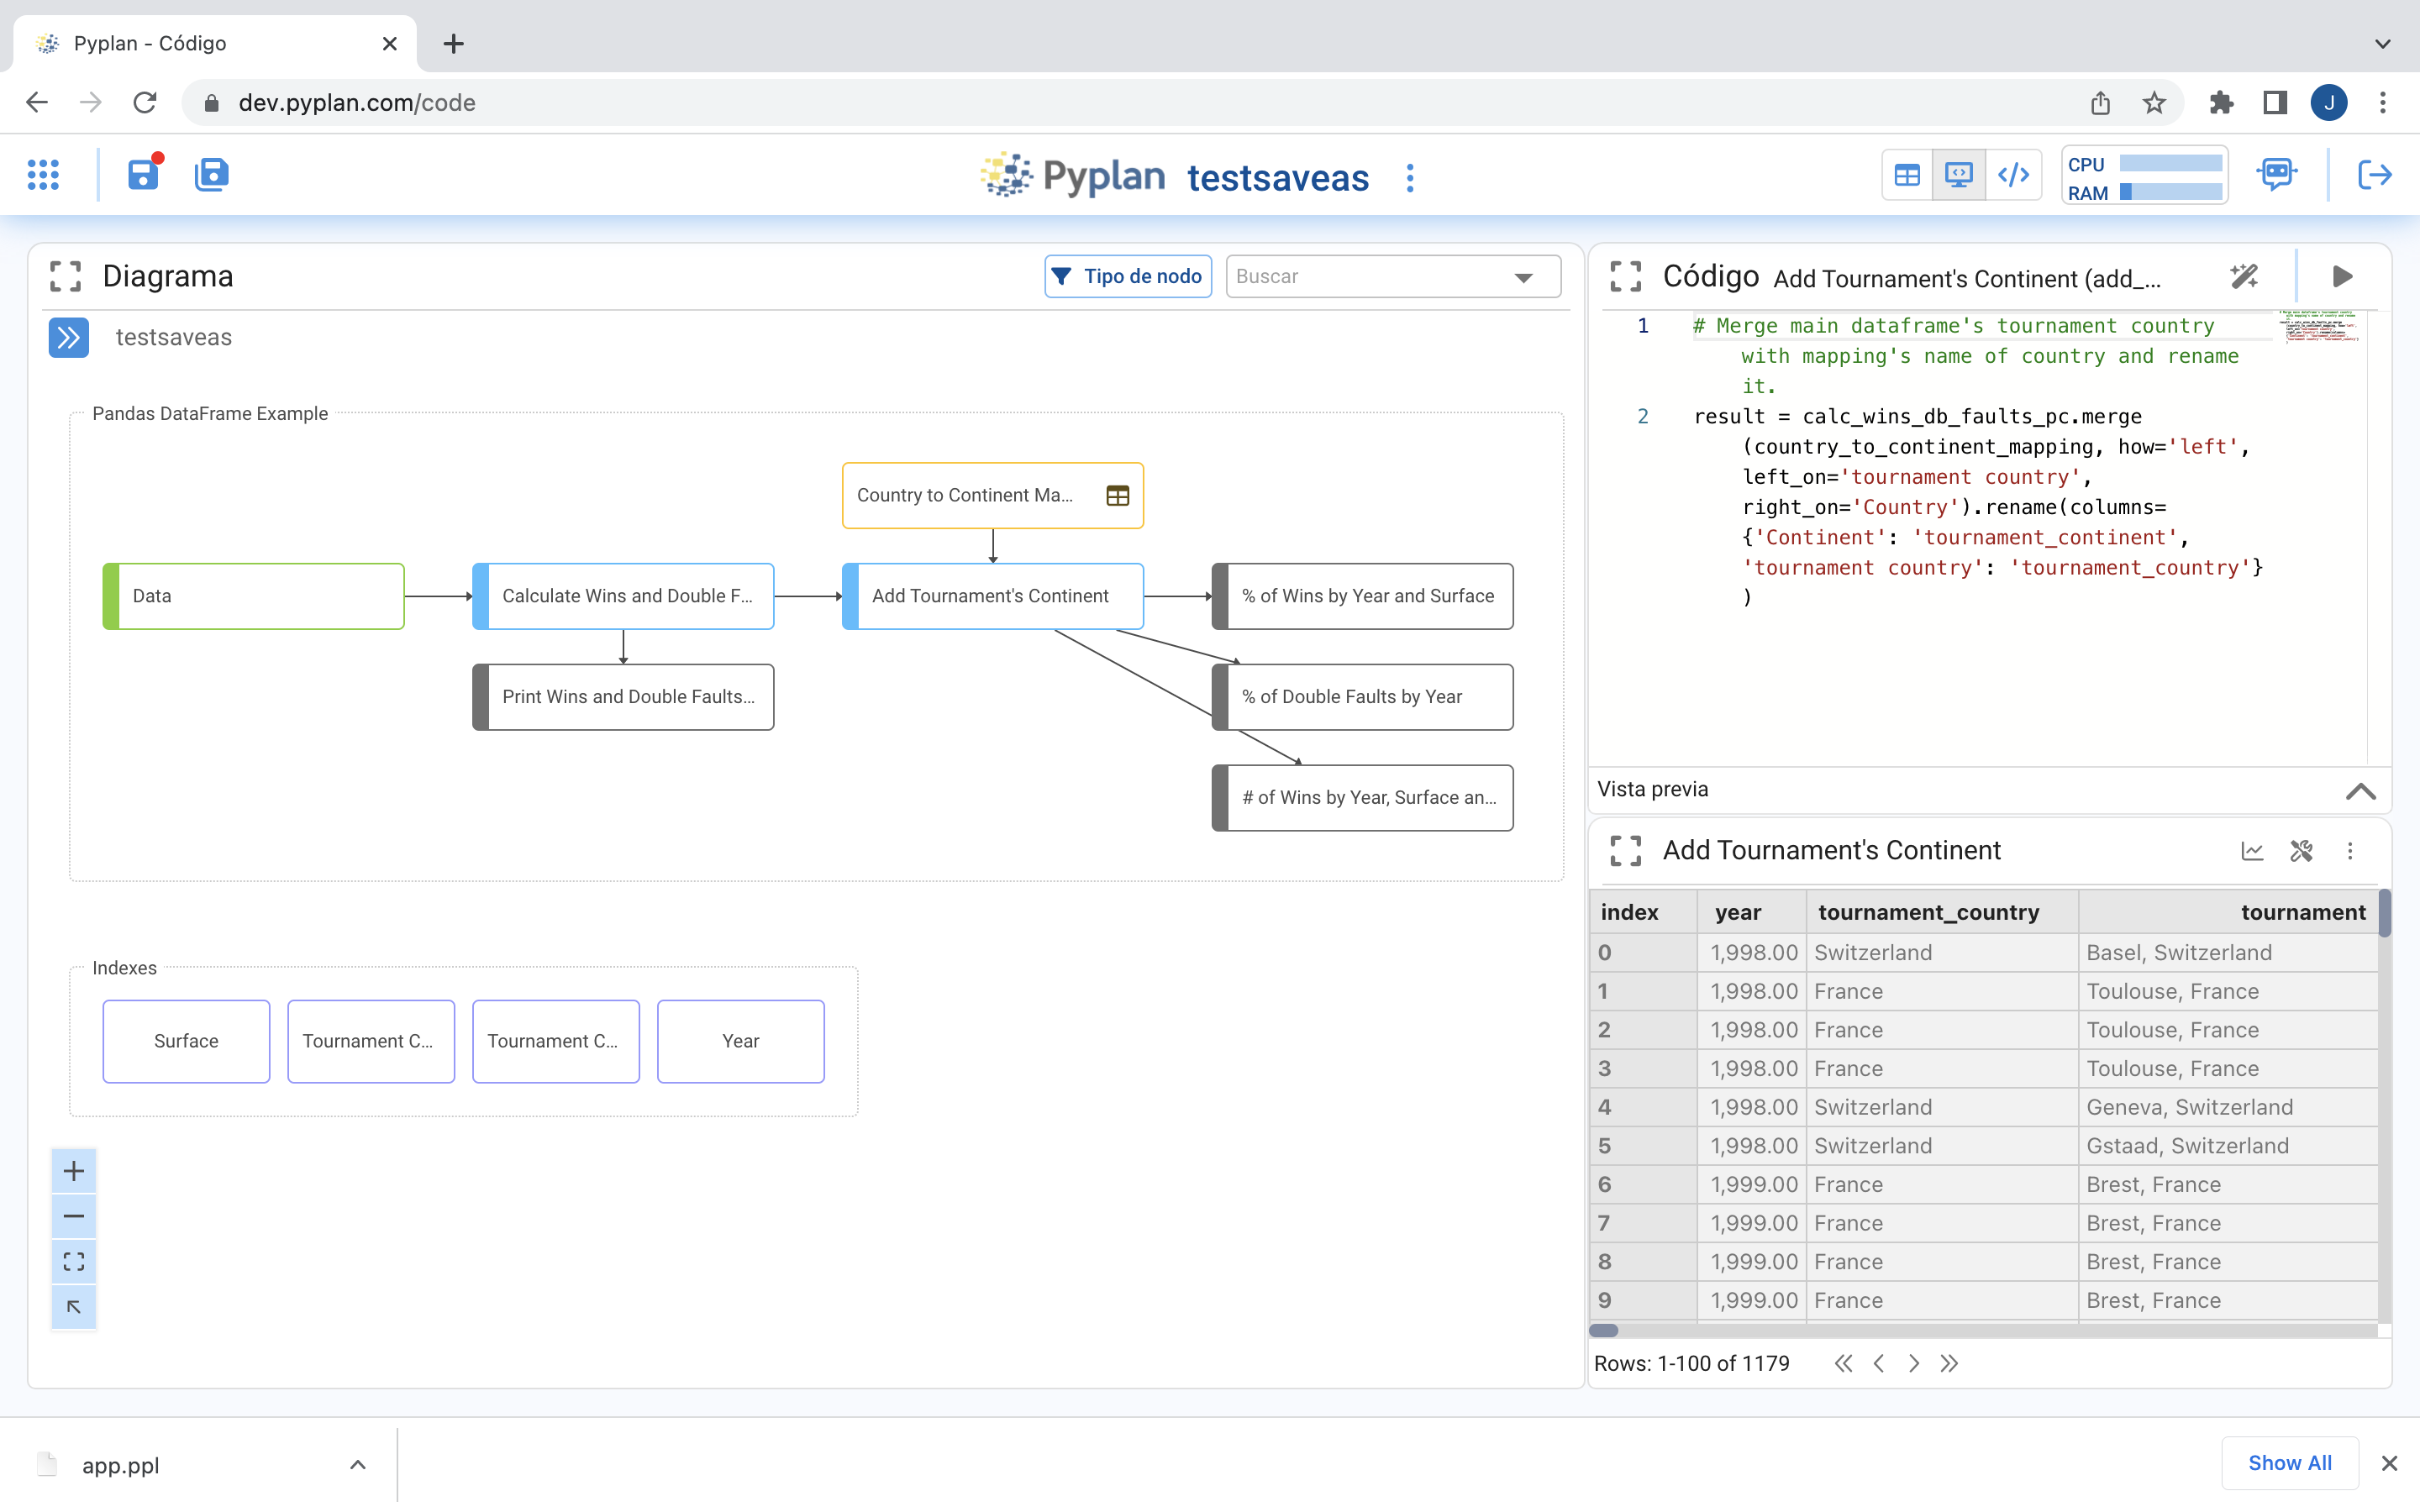 Pyplan - Código
dev.pyplan.com/code
J
Pyplan testsaveas
CPU
RAM
Diagrama
Tipo de nodo
Buscar
testsaveas
Pandas DataFrame Example
Country to Continent Ma...
Data
Calculate Wins and Double F...
Add Tournament's Continent
% of Wins by Year and Surface
Print Wins and Double Faults...
% of Double Faults by Year
# of Wins by Year, Surface an...
Indexes
Surface
Tournament C...
Tournament C...
Year
Código Add Tournament's Continent (add_...
1 # Merge main dataframe's tournament country
with mapping's name of country and rename
it.
2 result = calc_wins_db_faults_pc.merge
(country_to_continent_mapping, how='left',
left_on='tournament country',
right_on='Country').rename(columns=
{'Continent': 'tournament_continent',
'tournament country': 'tournament_country'}
)
Vista previa
Add Tournament's Continent
index year tournament_country tournament
0 1,998.00 Switzerland Basel, Switzerland
1 1,998.00 France Toulouse, France
2 1,998.00 France Toulouse, France
3 1,998.00 France Toulouse, France
4 1,998.00 Switzerland Geneva, Switzerland
5 1,998.00 Switzerland Gstaad, Switzerland
6 1,999.00 France Brest, France
7 1,999.00 France Brest, France
8 1,999.00 France Brest, France
9 1,999.00 France Brest, France
Rows: 1-100 of 1179
app.ppl
Show All